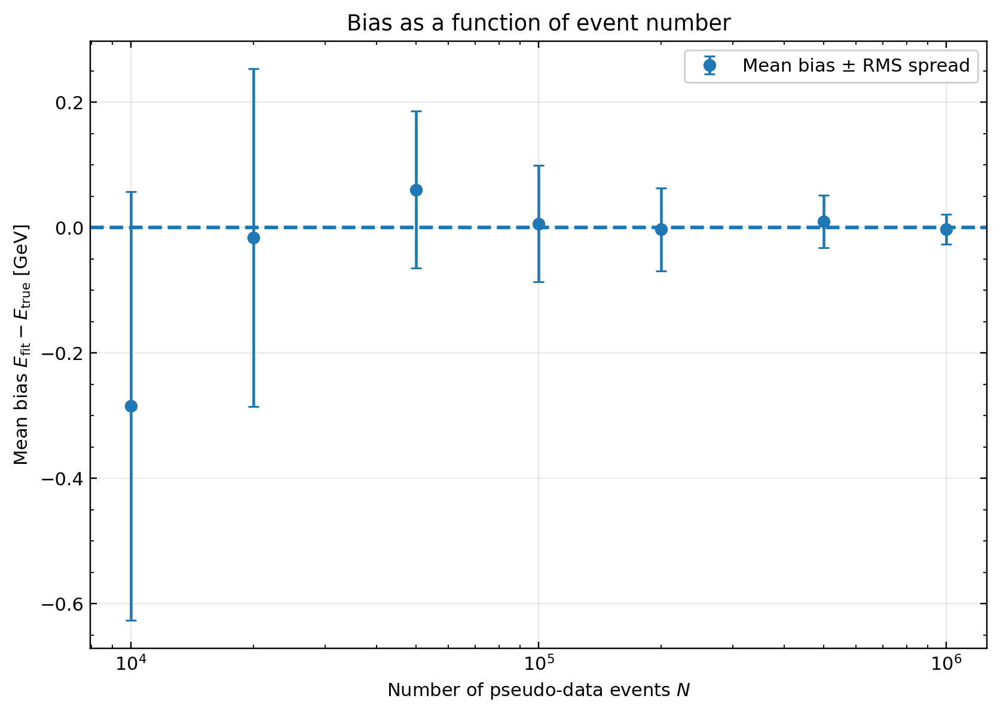 Bias as a function of event number
Mean bias ± RMS spread
0.2
0.0
−0.2
−0.4
−0.6
Mean bias E_fit − E_true [GeV]
10^4 10^5 10^6
Number of pseudo-data events N